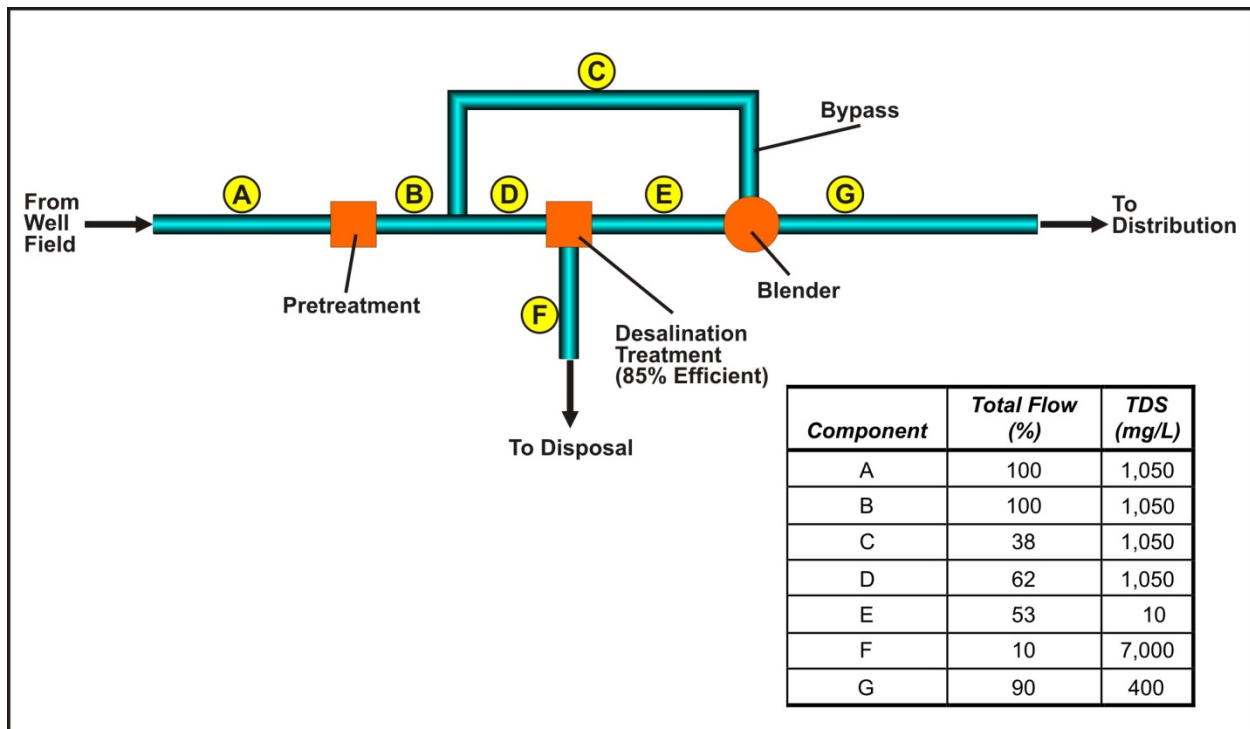 C
Bypass
A
B
D
E
G
From
Well
Field
To
Distribution
Pretreatment
Blender
F
Desalination
Treatment
(85% Efficient)
To Disposal
Component Total Flow (%) TDS (mg/L)
A 100 1,050
B 100 1,050
C 38 1,050
D 62 1,050
E 53 10
F 10 7,000
G 90 400